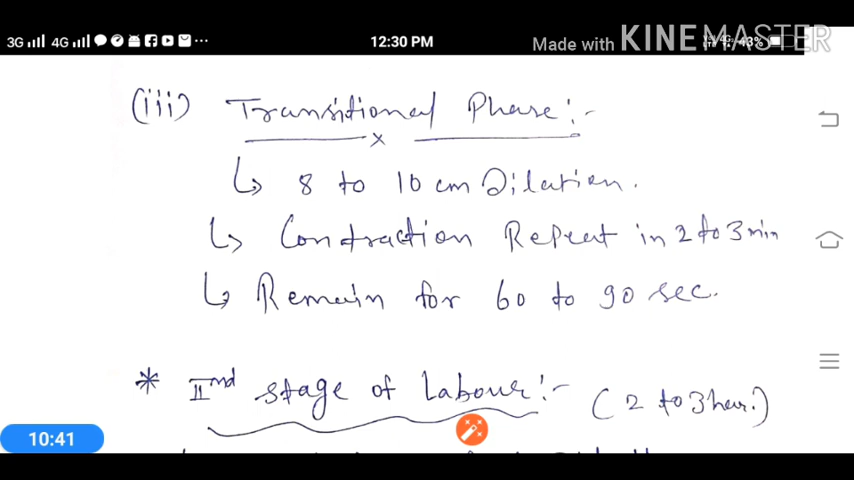 3G 4G 12:30 PM Made with KINEMASTER 43%
(iii) Transitional Phase:-
↳ 8 to 10 cm Dilation.
↳ Contraction Repeat in 2 to 3 min
↳ Remain for 60 to 90 sec.
* IInd stage of Labour:- (2 to 3 hour.)
10:41